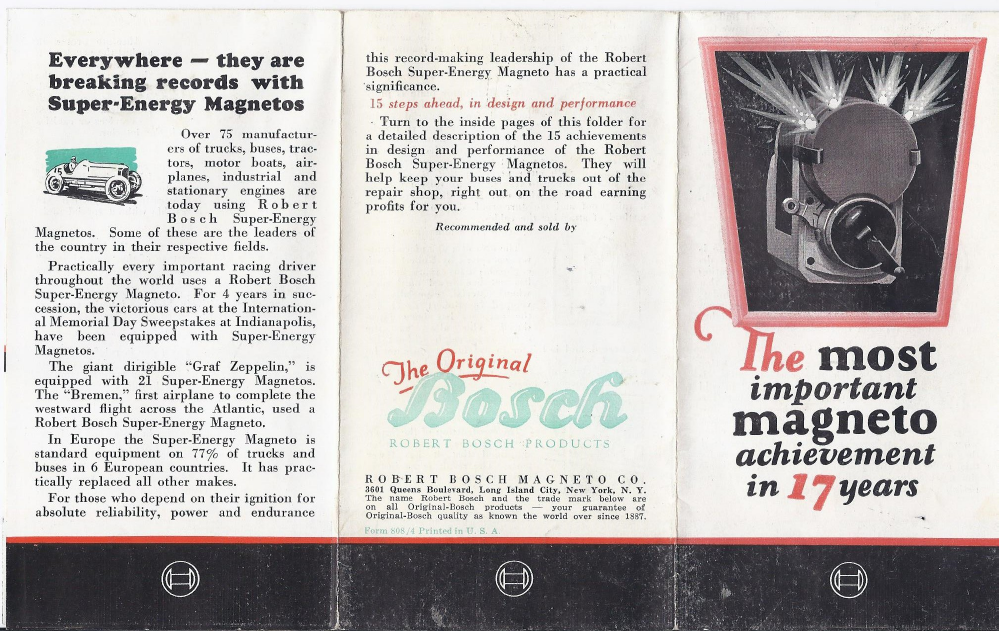 Everywhere — they are
breaking records with
Super-Energy Magnetos
Over 75 manufactur-
ers of trucks, buses, trac-
tors, motor boats, air-
planes, industrial and
stationary engines are
today using Robert
Bosch Super-Energy
Magnetos. Some of these are the leaders of
the country in their respective fields.
Practically every important racing driver
throughout the world uses a Robert Bosch
Super-Energy Magneto. For 4 years in suc-
cession, the victorious cars at the Internation-
al Memorial Day Sweepstakes at Indianapolis,
have been equipped with Super-Energy
Magnetos.
The giant dirigible “Graf Zeppelin,” is
equipped with 21 Super-Energy Magnetos.
The “Bremen,” first airplane to complete the
westward flight across the Atlantic, used a
Robert Bosch Super-Energy Magneto.
In Europe the Super-Energy Magneto is
standard equipment on 77% of trucks and
buses in 6 European countries. It has prac-
tically replaced all other makes.
For those who depend on their ignition for
absolute reliability, power and endurance
this record-making leadership of the Robert
Bosch Super-Energy Magneto has a practical
significance.
15 steps ahead, in design and performance
Turn to the inside pages of this folder for
a detailed description of the 15 achievements
in design and performance of the Robert
Bosch Super-Energy Magnetos. They will
help keep your buses and trucks out of the
repair shop, right out on the road earning
profits for you.
Recommended and sold by
The Original
Bosch
ROBERT BOSCH PRODUCTS
ROBERT BOSCH MAGNETO CO.
3601 Queens Boulevard, Long Island City, New York, N. Y.
The name Robert Bosch and the trade mark below are
on all Original-Bosch products — your guarantee of
Original-Bosch quality as known the world over since 1887.
Form 808/4 Printed in U. S. A.
The most
important
magneto
achievement
in 17 years